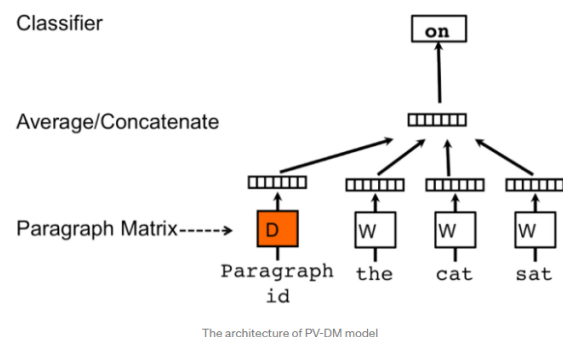 Classifier
on
Average/Concatenate
Paragraph Matrix
D
W
W
W
Paragraph
id
the
cat
sat
The architecture of PV-DM model